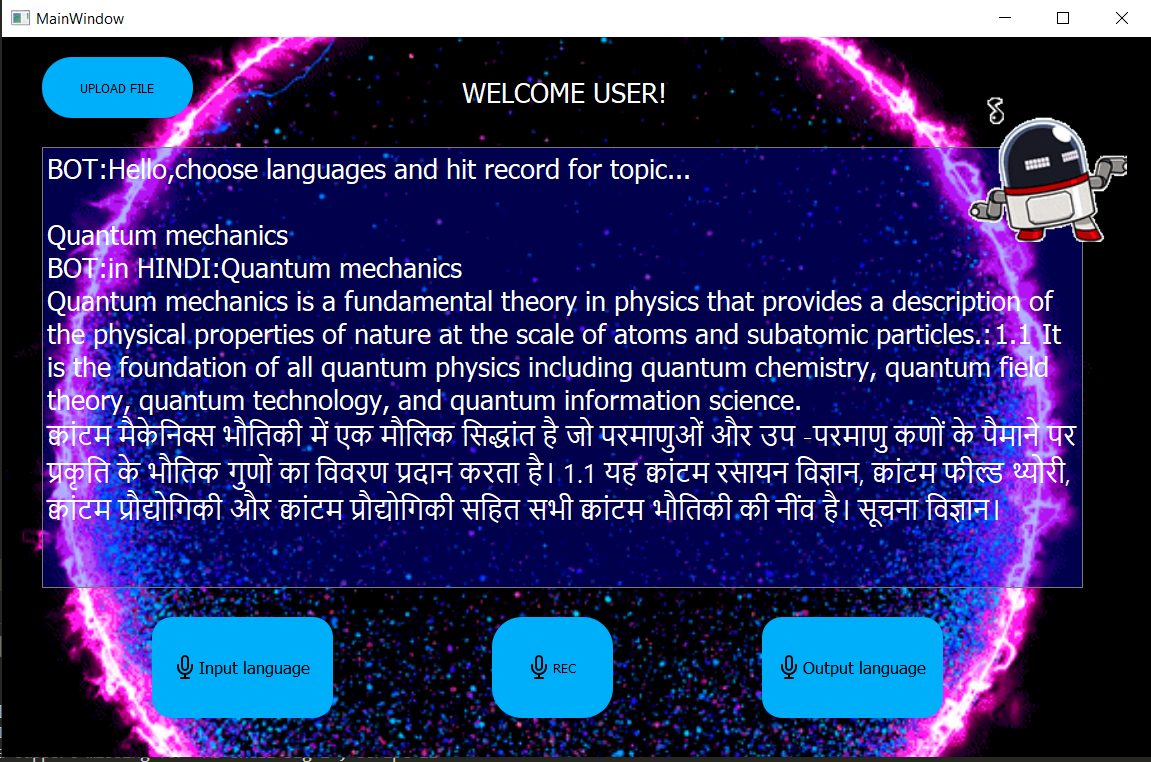 MainWindow
UPLOAD FILE
WELCOME USER!
BOT:Hello,choose languages and hit record for topic...
Quantum mechanics
BOT:in HINDI:Quantum mechanics
Quantum mechanics is a fundamental theory in physics that provides a description of
the physical properties of nature at the scale of atoms and subatomic particles.:1.1 It
is the foundation of all quantum physics including quantum chemistry, quantum field
theory, quantum technology, and quantum information science.
क्वांटम मैकेनिक्स भौतिकी में एक मौलिक सिद्धांत है जो परमाणुओं और उप -परमाणु कणों के पैमाने पर
प्रकृति के भौतिक गुणों का विवरण प्रदान करता है। 1.1 यह क्वांटम रसायन विज्ञान, क्वांटम फील्ड थ्योरी,
क्वांटम प्रौद्योगिकी और क्वांटम प्रौद्योगिकी सहित सभी क्वांटम भौतिकी की नींव है। सूचना विज्ञान।
Input language
REC
Output language